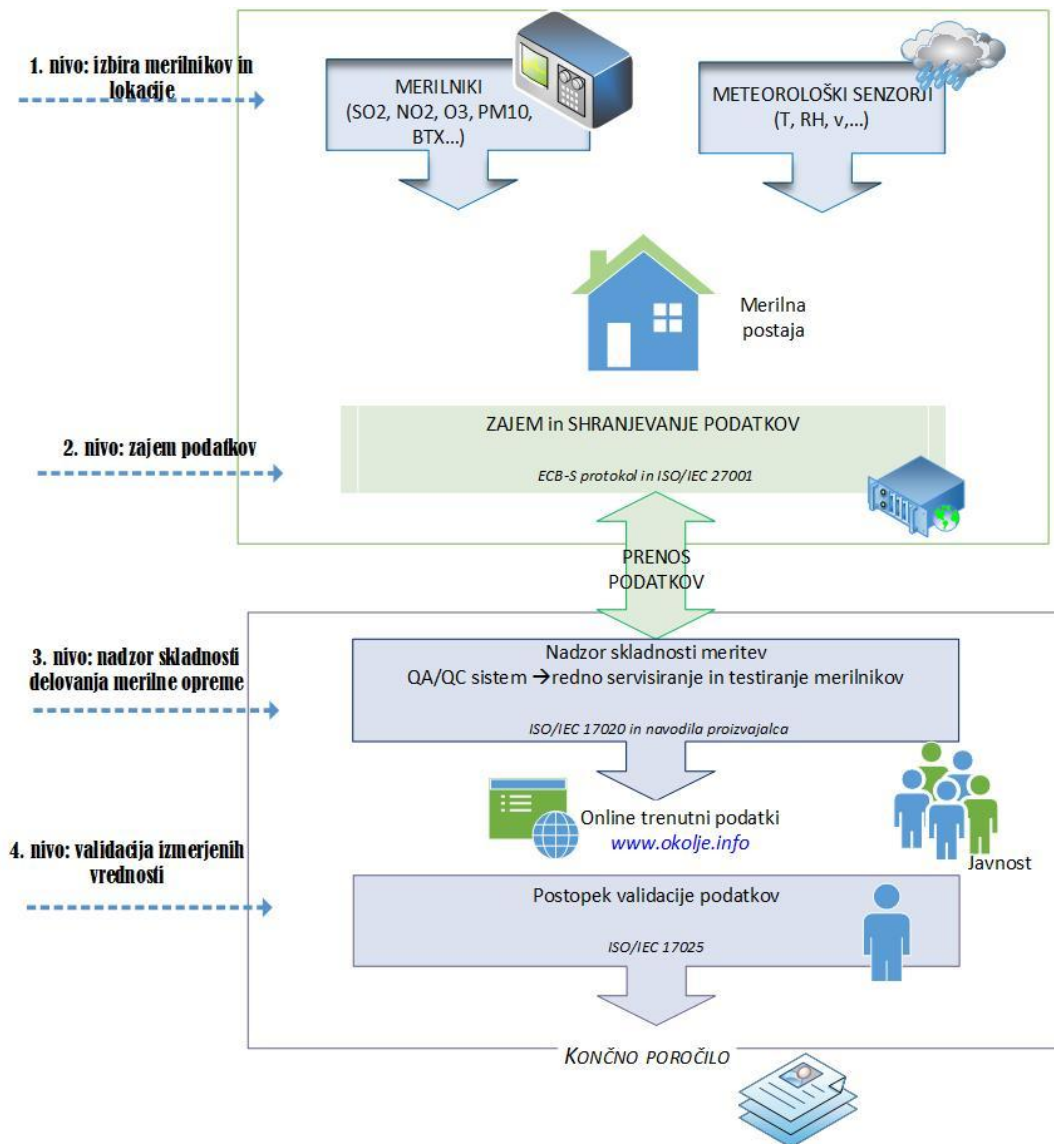 1. nivo: izbira merilnikov in
lokacije
MERILNIKI
(SO2, NO2, O3, PM10,
BTX...)
METEOROLOŠKI SENZORJI
(T, RH, v,...)
Merilna
postaja
2. nivo: zajem podatkov
ZAJEM in SHRANJEVANJE PODATKOV
ECB-S protokol in ISO/IEC 27001
PRENOS
PODATKOV
3. nivo: nadzor skladnosti
delovanja merilne opreme
Nadzor skladnosti meritev
QA/QC sistem →redno servisiranje in testiranje merilnikov
ISO/IEC 17020 in navodila proizvajalca
Online trenutni podatki
www.okolje.info
Javnost
4. nivo: validacija izmerjenih
vrednosti
Postopek validacije podatkov
ISO/IEC 17025
KONČNO POROČILO